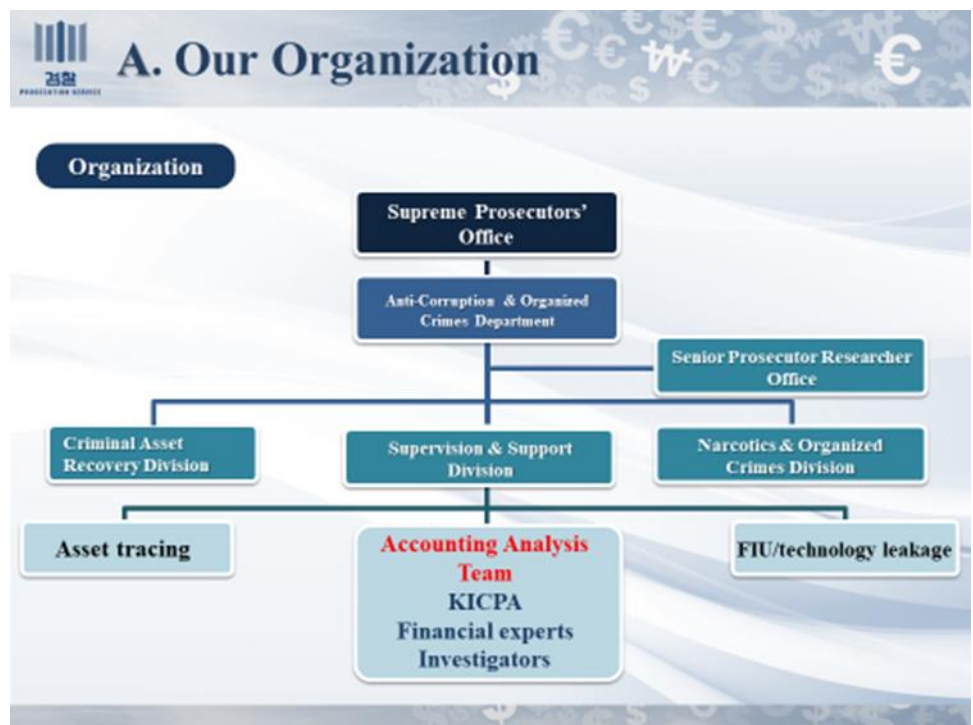 검찰
PROSECUTION SERVICE
A. Our Organization
Organization
Supreme Prosecutors'
Office
Anti-Corruption & Organized
Crimes Department
Senior Prosecutor Researcher
Office
Criminal Asset
Recovery Division
Supervision & Support
Division
Narcotics & Organized
Crimes Division
Asset tracing
Accounting Analysis
Team
KICPA
Financial experts
Investigators
FIU/technology leakage